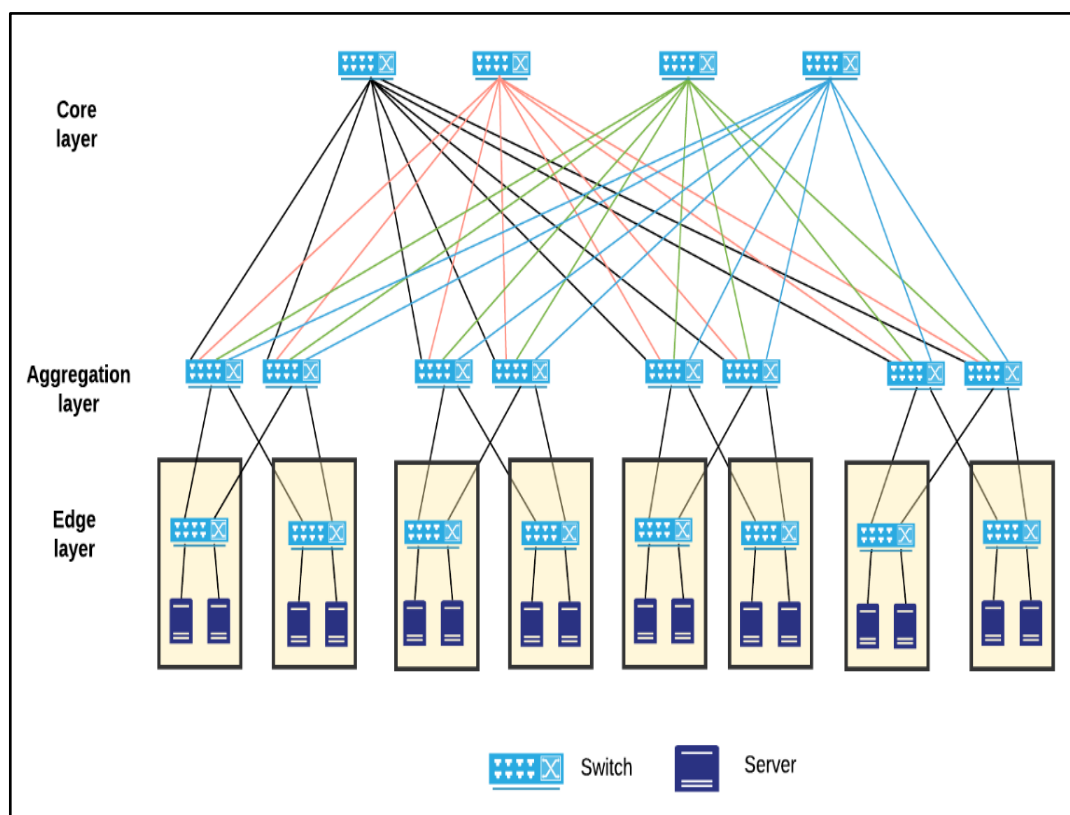 Core
layer
Aggregation
layer
Edge
layer
Switch
Server